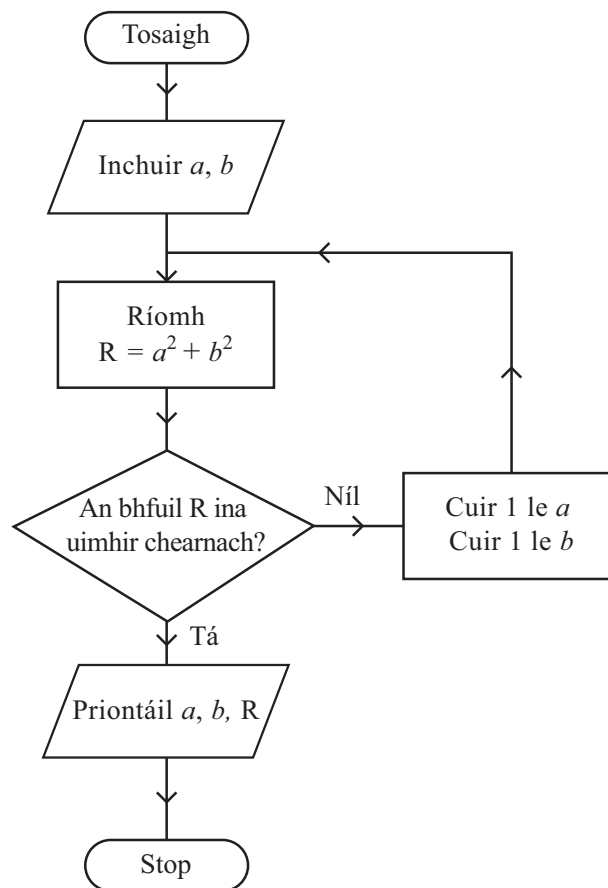 Tosaigh
Inchuir a, b
Ríomh
R = a² + b²
An bhfuil R ina
uimhir chearnach?
Níl
Cuir 1 le a
Cuir 1 le b
Tá
Priontáil a, b, R
Stop